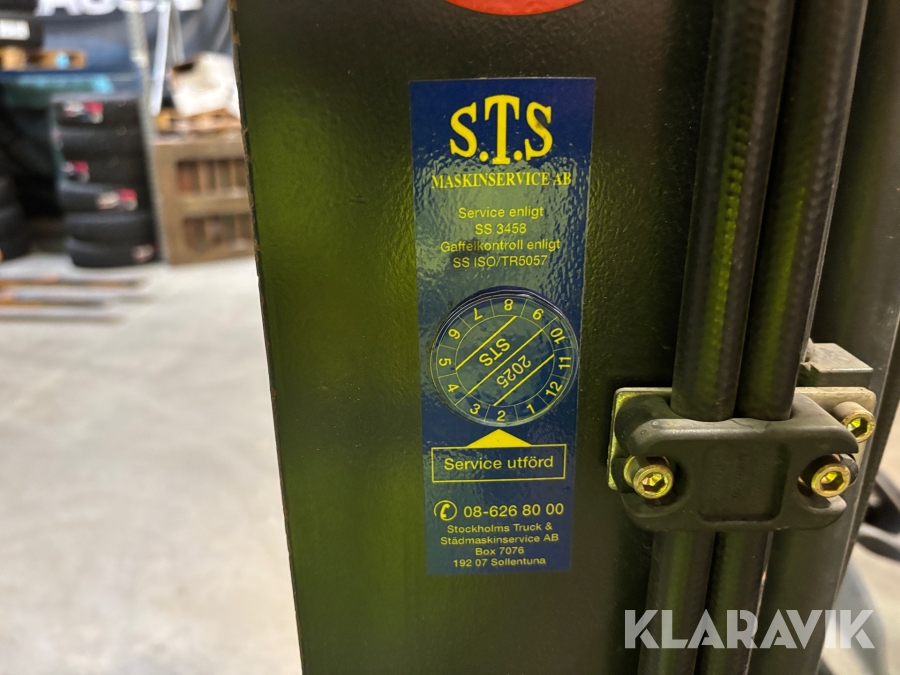 S.T.S
MASKINSERVICE AB
Service enligt
SS 3458
Gaffelkontroll enligt
SS ISO/TR5057
1 2 3 4 5 6 7 8 9 10 11 12
STS
2025
Service utförd
08-626 80 00
Stockholms Truck &
Städmaskinservice AB
Box 7076
192 07 Sollentuna
KLARAVIK